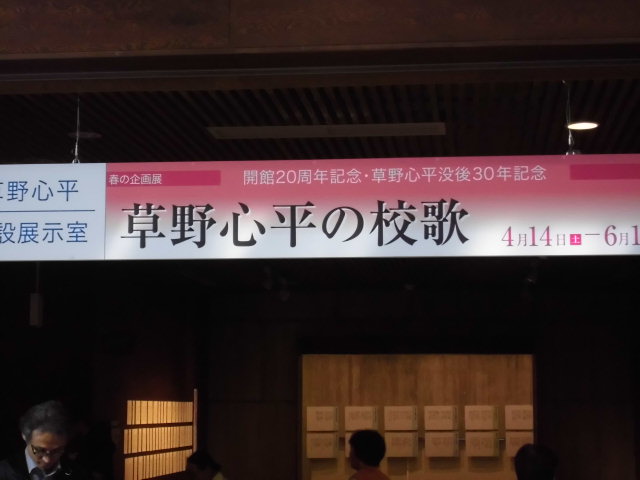 草野心平
設展示室
春の企画展
開館20周年記念・草野心平没後30年記念
草野心平の校歌
4月14日土－6月1